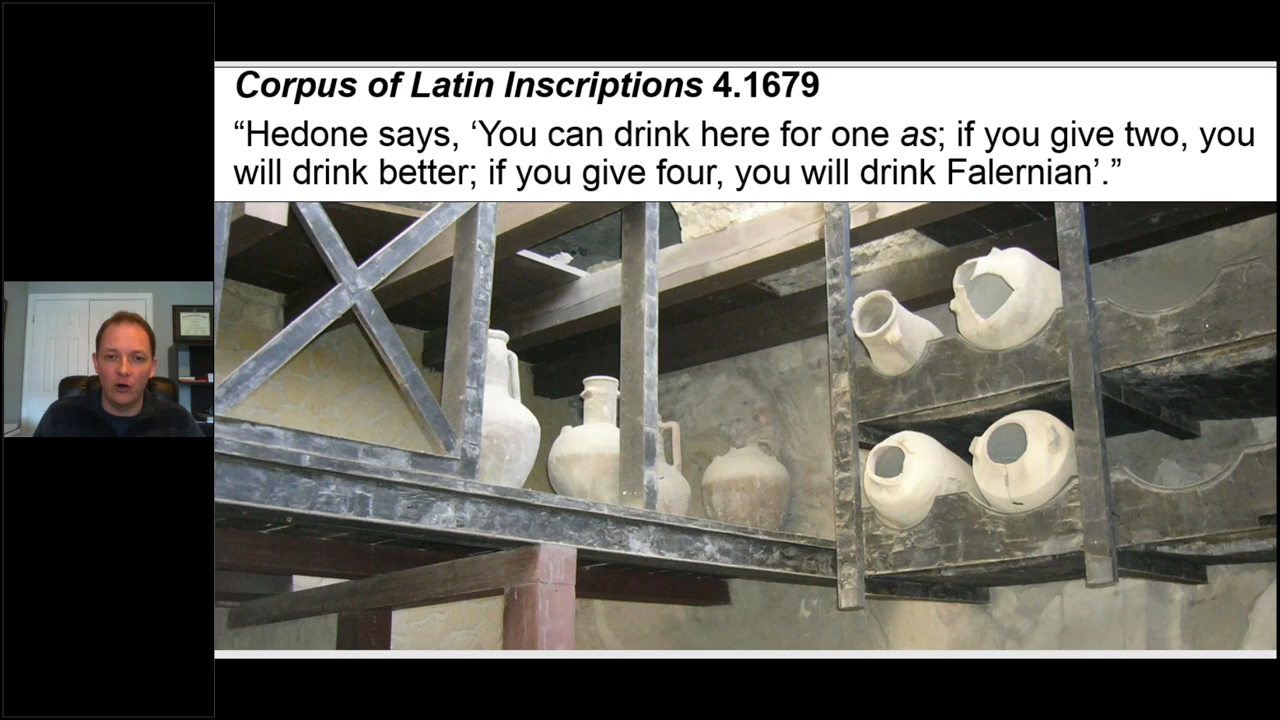 Corpus of Latin Inscriptions 4.1679
“Hedone says, ‘You can drink here for one as; if you give two, you
will drink better; if you give four, you will drink Falernian’.”